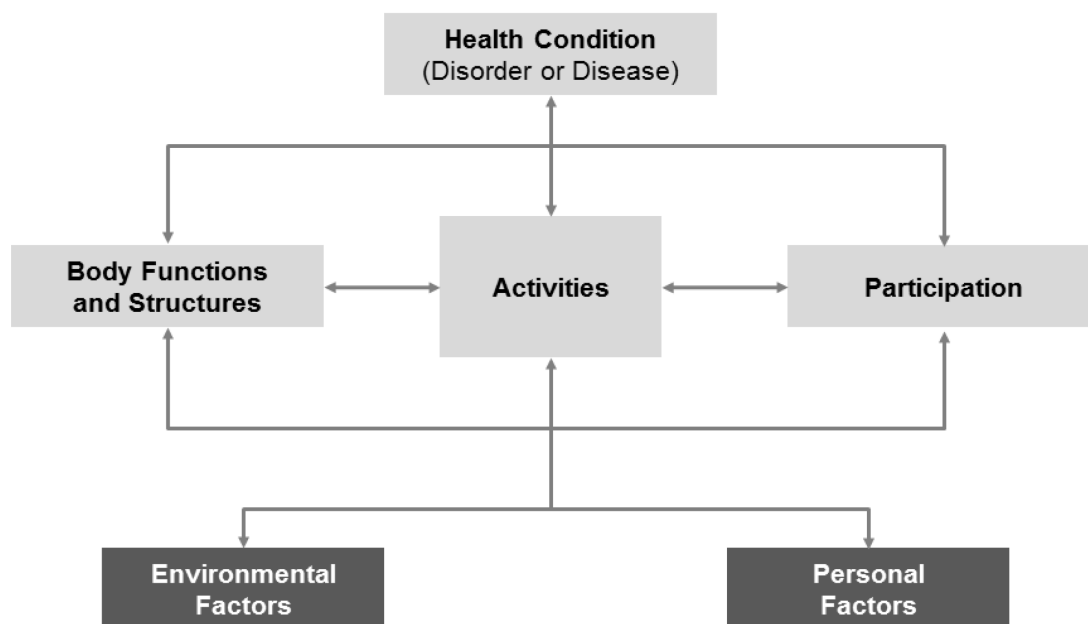 Health Condition
(Disorder or Disease)
Body Functions
and Structures
Activities
Participation
Environmental
Factors
Personal
Factors